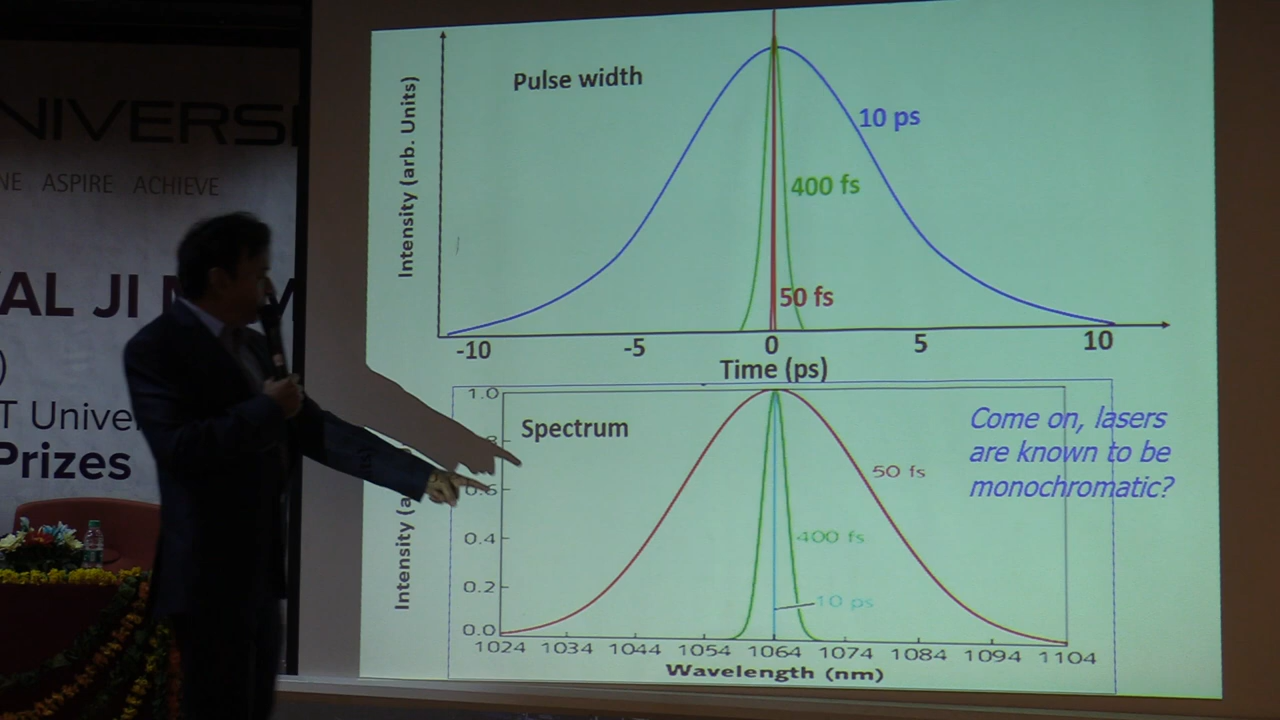 NIVERSI
NE ASPIRE ACHIEVE
AL JI
)
T Univer
Prizes
Pulse width
Intensity (arb. Units)
10 ps
400 fs
50 fs
-10 -5 0 5 10
Time (ps)
Spectrum
Intensity (a
1.0
0.6
0.4
0.2
0.0
50 fs
400 fs
10 ps
1024 1034 1044 1054 1064 1074 1084 1094 1104
Wavelength (nm)
Come on, lasers
are known to be
monochromatic?